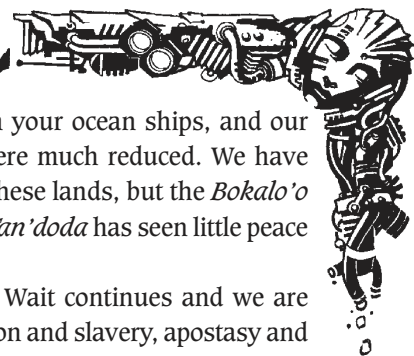 your ocean ships, and our
ere much reduced. We have
hese lands, but the Bokalo’o
an’doda has seen little peace
Wait continues and we are
on and slavery, apostasy and